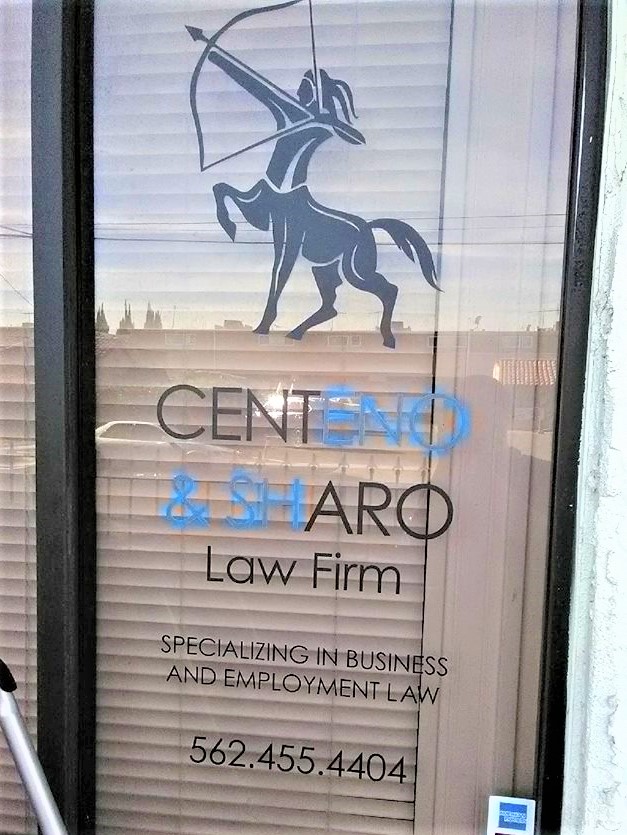 CENTENO
& SHARO
Law Firm
SPECIALIZING IN BUSINESS
AND EMPLOYMENT LAW
562.455.4404